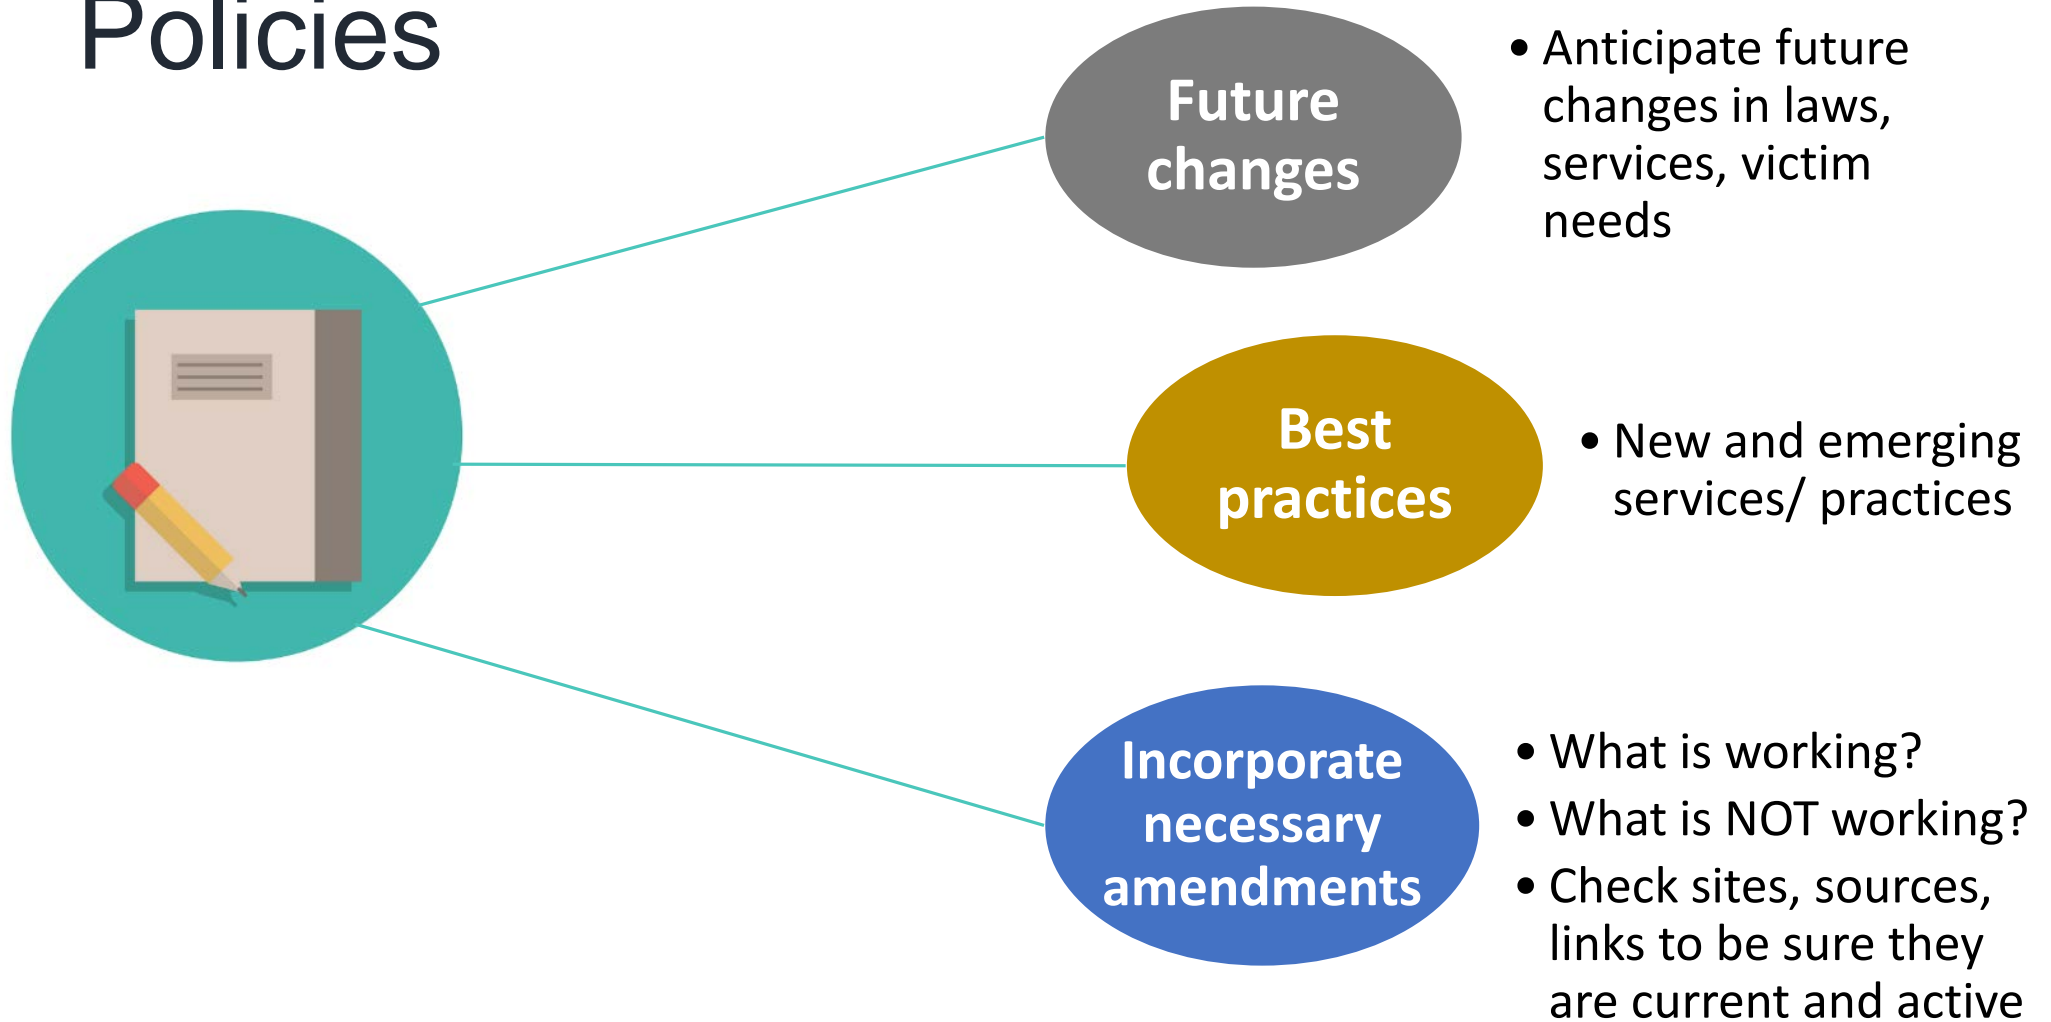 Policies
Future
changes
• Anticipate future
changes in laws,
services, victim
needs
Best
practices
• New and emerging
services/ practices
Incorporate
necessary
amendments
• What is working?
• What is NOT working?
• Check sites, sources,
links to be sure they
are current and active